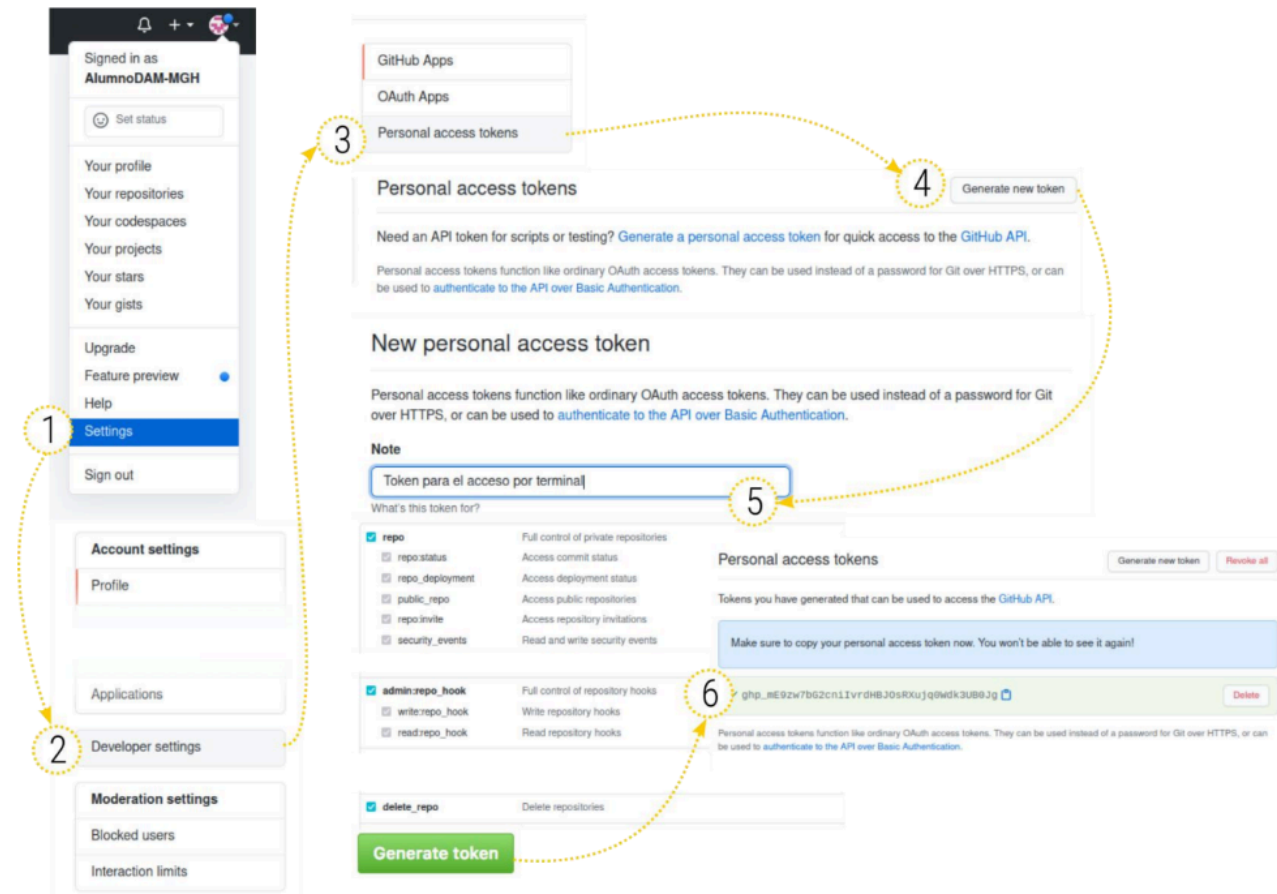 Signed in as
AlumnoDAM-MGH
Set status
Your profile
Your repositories
Your codespaces
Your projects
Your stars
Your gists
Upgrade
Feature preview
Help
1
Settings
Sign out
Account settings
Profile
Applications
2
Developer settings
Moderation settings
Blocked users
Interaction limits
GitHub Apps
OAuth Apps
3
Personal access tokens
Personal access tokens
4
Generate new token
Need an API token for scripts or testing? Generate a personal access token for quick access to the GitHub API.
Personal access tokens function like ordinary OAuth access tokens. They can be used instead of a password for Git over HTTPS, or can
be used to authenticate to the API over Basic Authentication.
New personal access token
Personal access tokens function like ordinary OAuth access tokens. They can be used instead of a password for Git
over HTTPS, or can be used to authenticate to the API over Basic Authentication.
Note
Token para el acceso por terminal
5
What's this token for?
repo Full control of private repositories
repo:status Access commit status
repo_deployment Access deployment status
public_repo Access public repositories
repo:invite Access repository invitations
security_events Read and write security events
admin:repo_hook Full control of repository hooks
write:repo_hook Write repository hooks
read:repo_hook Read repository hooks
delete_repo Delete repositories
Generate token
Personal access tokens
Generate new token
Revoke all
Tokens you have generated that can be used to access the GitHub API.
Make sure to copy your personal access token now. You won't be able to see it again!
6
Delete
Personal access tokens function like ordinary OAuth access tokens. They can be used instead of a password for Git over HTTPS, or can
be used to authenticate to the API over Basic Authentication.